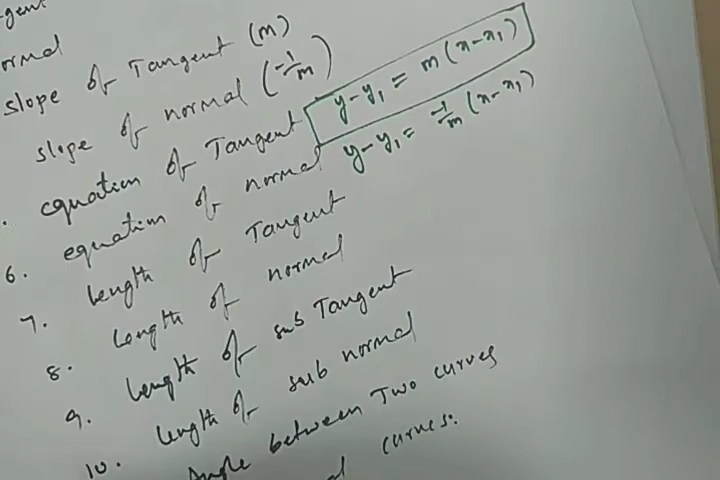 slope of Tangent (m)
slope of normal (-1/m)
equation of Tangent y-y₁ = m(x-x₁)
6. equation of normal y-y₁ = -1/m (x-x₁)
7. Length of Tangent
8. Length of normal
9. Length of sub Tangent
10. Length of sub normal
Angle between Two curves
curves.